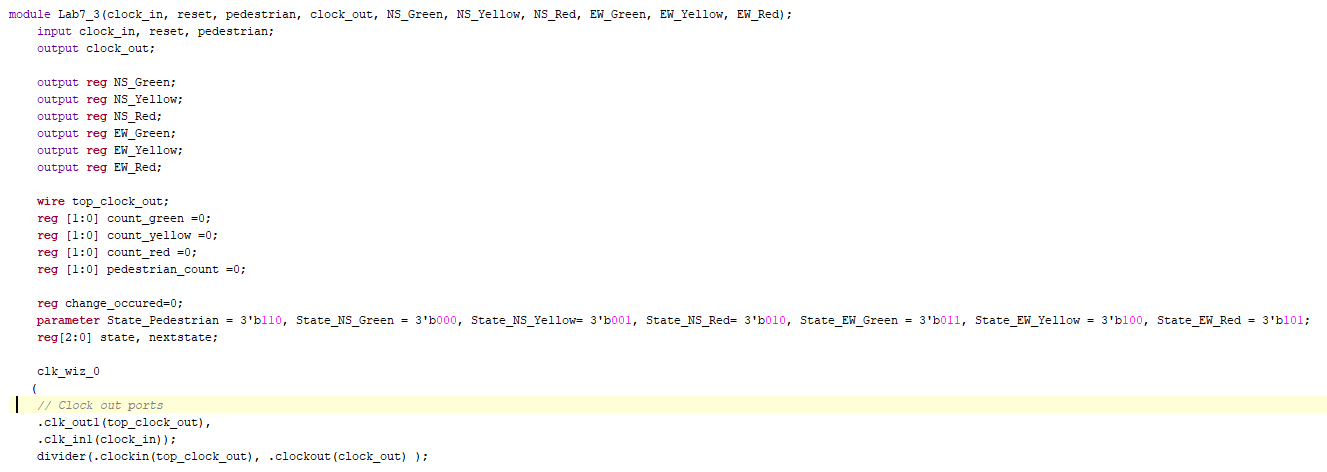 module Lab7_3(clock_in, reset, pedestrian, clock_out, NS_Green, NS_Yellow, NS_Red, EW_Green, EW_Yellow, EW_Red);
input clock_in, reset, pedestrian;
output clock_out;
output reg NS_Green;
output reg NS_Yellow;
output reg NS_Red;
output reg EW_Green;
output reg EW_Yellow;
output reg EW_Red;
wire top_clock_out;
reg [1:0] count_green =0;
reg [1:0] count_yellow =0;
reg [1:0] count_red =0;
reg [1:0] pedestrian_count =0;
reg change_occured=0;
parameter State_Pedestrian = 3'b110, State_NS_Green = 3'b000, State_NS_Yellow= 3'b001, State_NS_Red= 3'b010, State_EW_Green = 3'b011, State_EW_Yellow = 3'b100, State_EW_Red = 3'b101;
reg[2:0] state, nextstate;
clk_wiz_0
(
// Clock out ports
.clk_out1(top_clock_out),
.clk_in1(clock_in));
divider(.clockin(top_clock_out), .clockout(clock_out) );